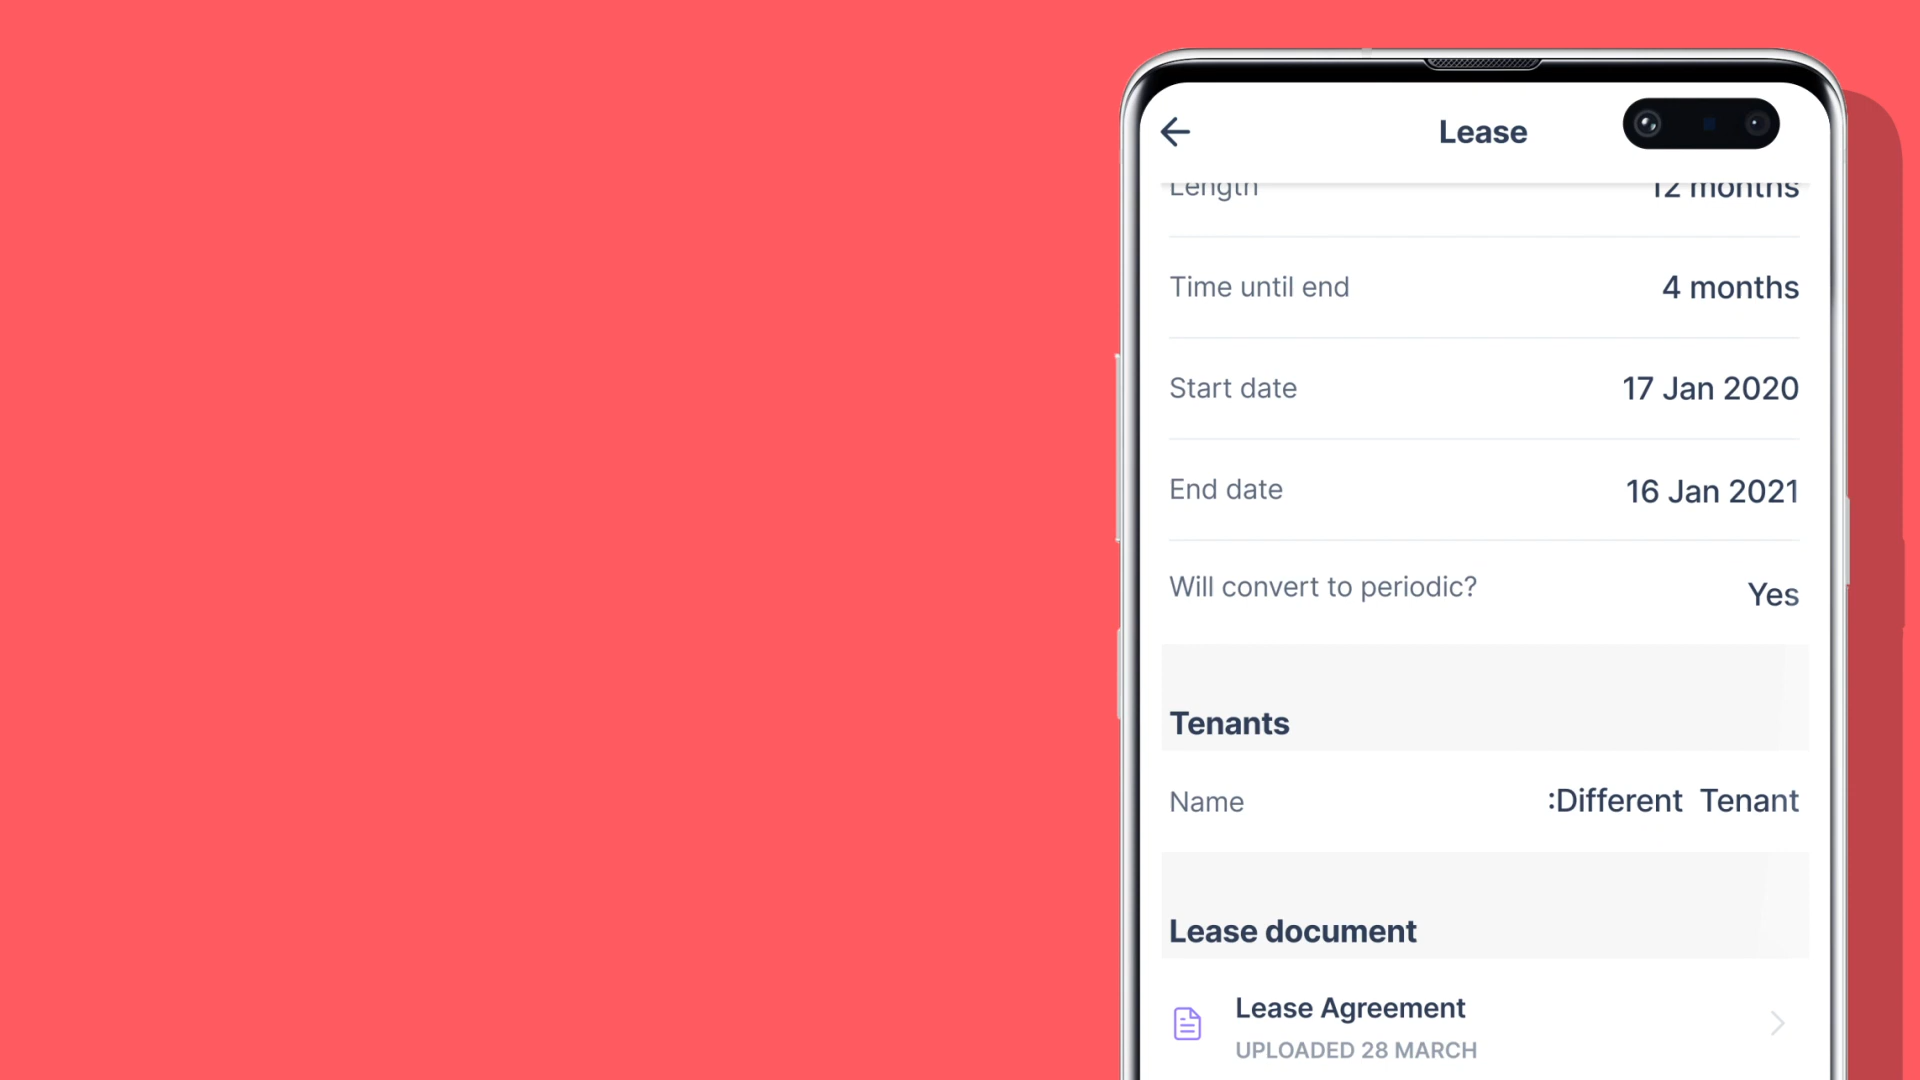 Lease
Length 12 months
Time until end 4 months
Start date 17 Jan 2020
End date 16 Jan 2021
Will convert to periodic? Yes
Tenants
Name :Different Tenant
Lease document
Lease Agreement
UPLOADED 28 MARCH